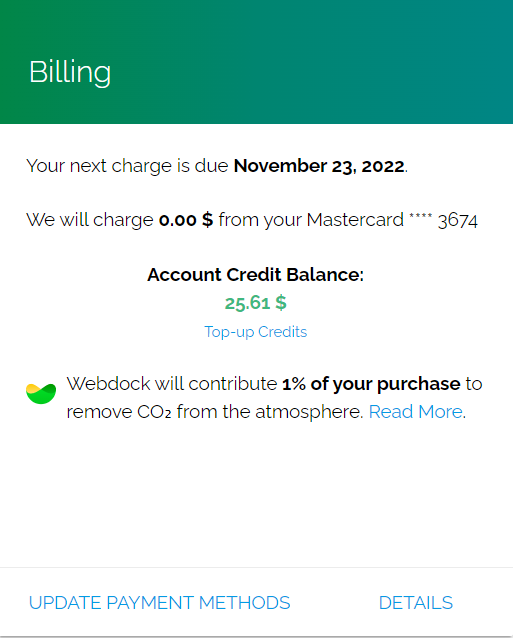 Billing
Your next charge is due November 23, 2022.
We will charge 0.00 $ from your Mastercard **** 3674
Account Credit Balance:
25.61 $
Top-up Credits
Webdock will contribute 1% of your purchase to
remove CO₂ from the atmosphere. Read More.
UPDATE PAYMENT METHODS DETAILS